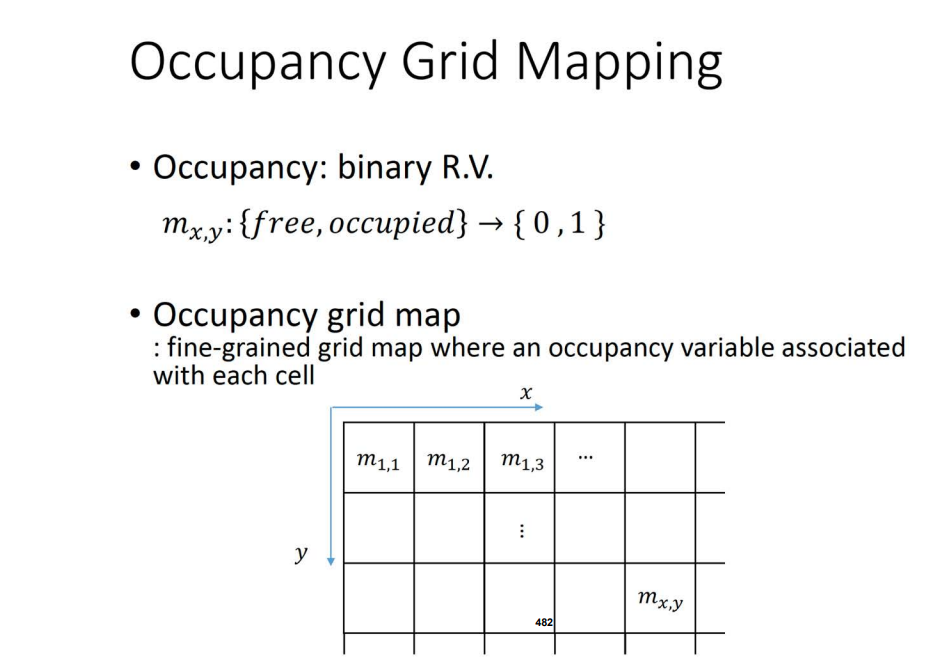 Occupancy Grid Mapping
• Occupancy: binary R.V.
m_{x,y}: {free, occupied} → { 0 , 1 }
• Occupancy grid map
: fine-grained grid map where an occupancy variable associated
with each cell
x
m_{1,1} m_{1,2} m_{1,3} ...
⋮
y
m_{x,y}
482